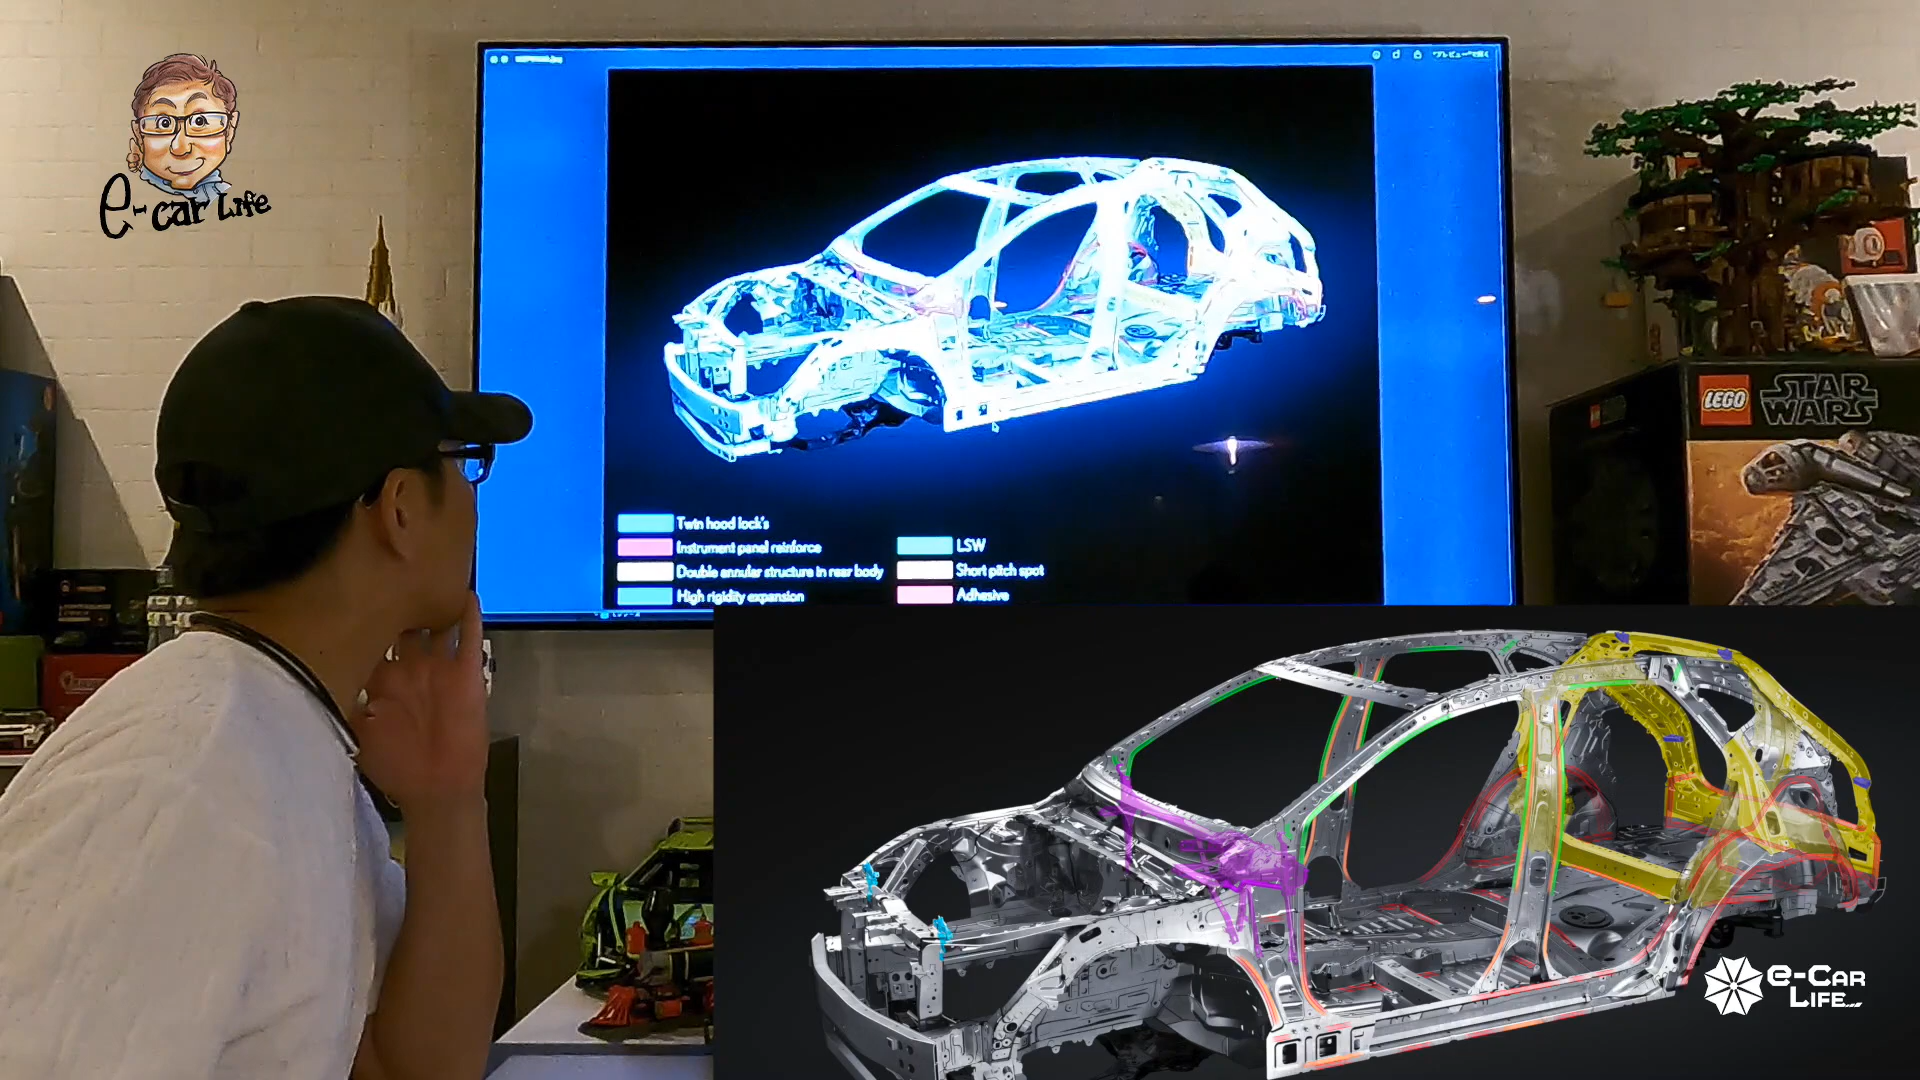 e-car Life
Twin hood lock's
Instrument panel reinforce
Double annular structure in rear body
High rigidity expansion
LSW
Short pitch spot
Adhesive
LEGO
STAR
WARS
e-Car
Life